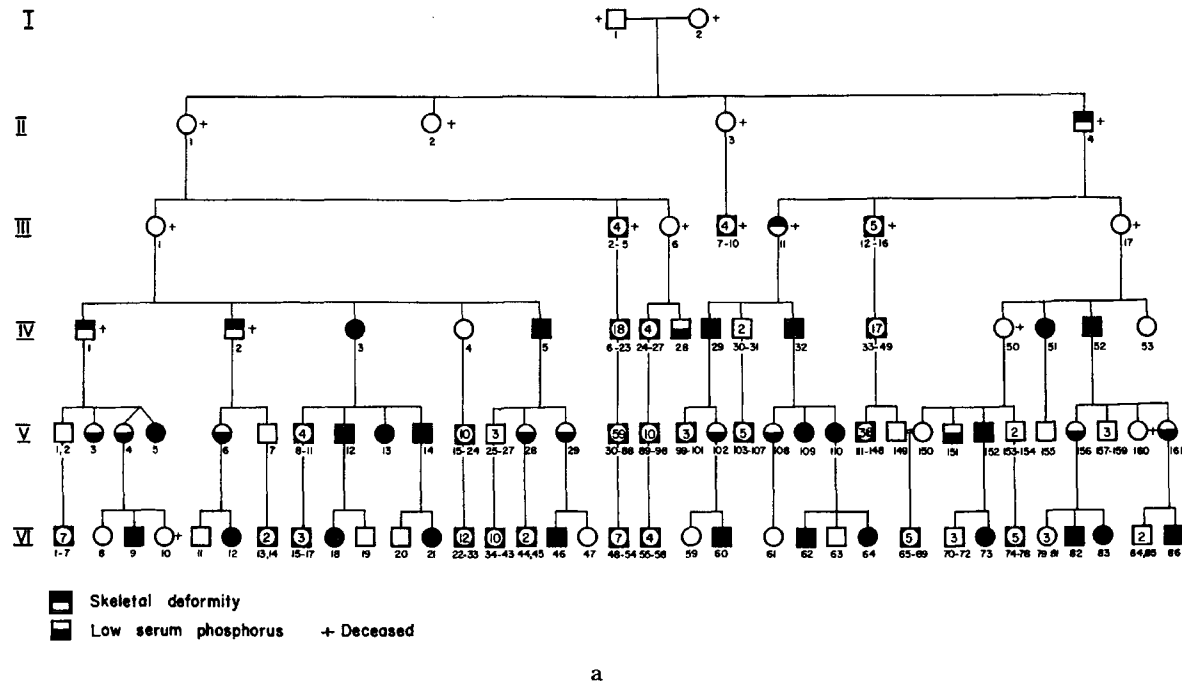 I + +
1 2
II + + + +
1 2 3 4
III + 4 + + 4 + + 5 + +
1 2-5 6 7-10 11 12-16 17
IV + + 18 4 2 17 +
1 2 3 4 5 6-23 24-27 28 29 30-31 32 33-49 50 51 52 53
V 4 10 3 59 10 3 5 38 2 3 +
1, 2 3 4 5 6 17 8-11 12 13 14 15-24 25-27 28 29 30-88 89-98 99-101 102 103-107 108 109 110 111-148 149 150 151 152 153-154 155 156 157-159 160 161
VI 7 + 2 3 12 10 2 7 4 5 3 5 3 2
1-7 8 9 10 11 12 13,14 15-17 18 19 20 21 22-33 34-43 44,45 46 47 48-54 55-58 59 60 61 62 63 64 65-69 70-72 73 74-78 79-81 82 83 84,85 86
Skeletal deformity
Low serum phosphorus + Deceased
a